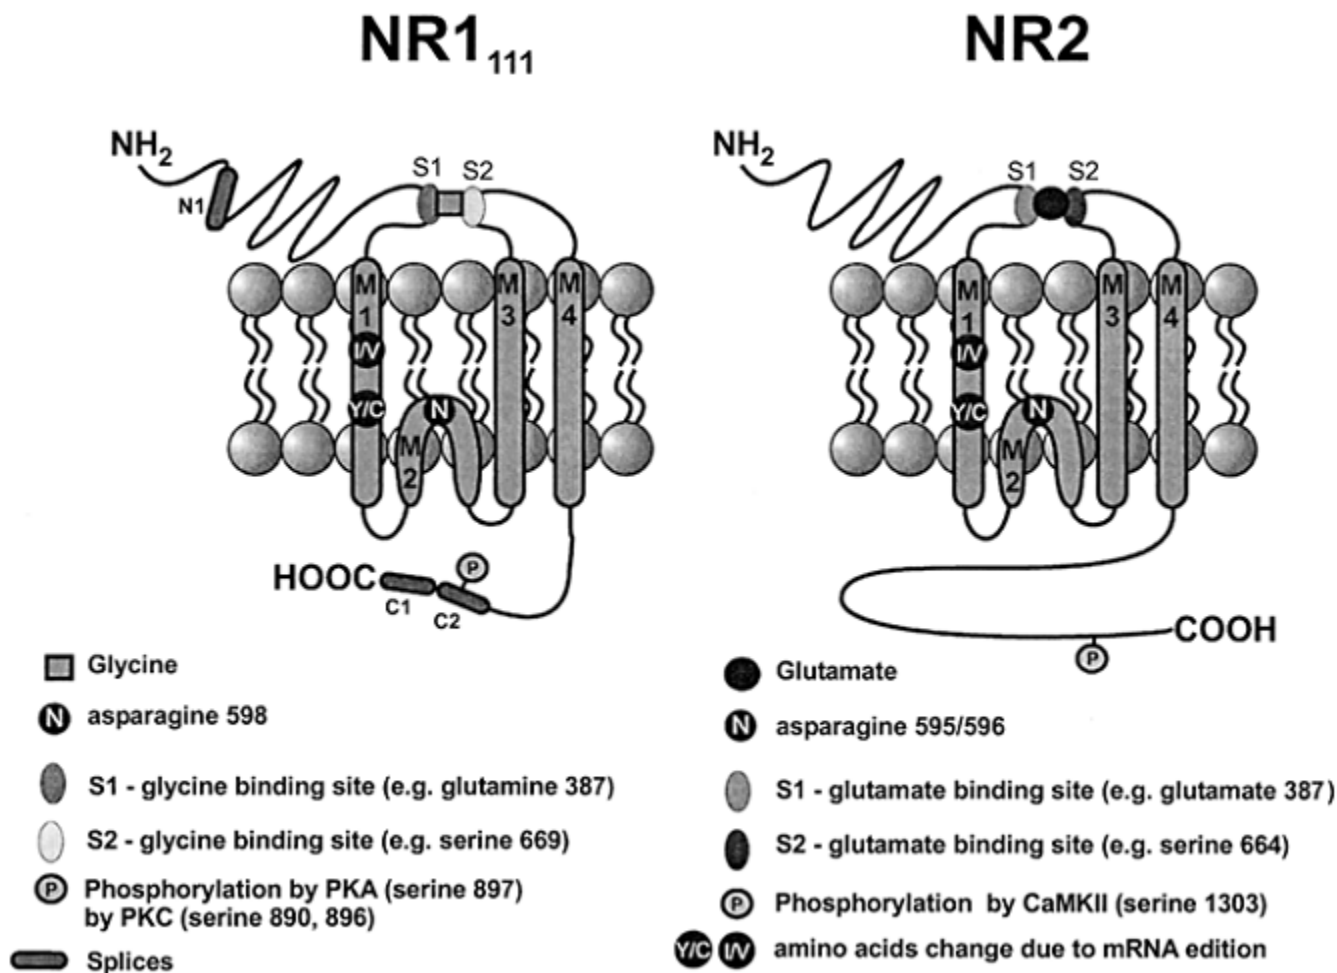 NR1111
NH2
N1
S1
S2
M
1
I/V
Y/C
M
2
N
M
3
M
4
HOOC
C1
C2
P
Glycine
N asparagine 598
S1 - glycine binding site (e.g. glutamine 387)
S2 - glycine binding site (e.g. serine 669)
P Phosphorylation by PKA (serine 897)
by PKC (serine 890, 896)
Splices
NR2
NH2
S1
S2
M
1
I/V
Y/C
M
2
N
M
3
M
4
COOH
P
Glutamate
N asparagine 595/596
S1 - glutamate binding site (e.g. glutamate 387)
S2 - glutamate binding site (e.g. serine 664)
P Phosphorylation by CaMKII (serine 1303)
Y/C I/V amino acids change due to mRNA edition